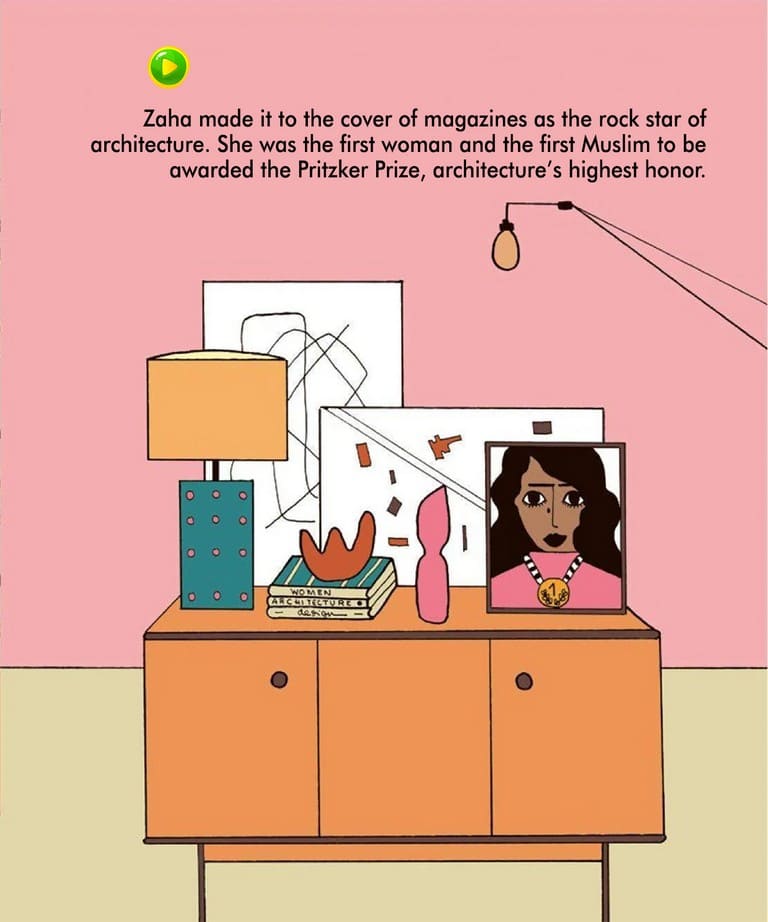 Zaha made it to the cover of magazines as the rock star of
architecture. She was the first woman and the first Muslim to be
awarded the Pritzker Prize, architecture’s highest honor.
WOMEN
ARCHITECTURE
design
1